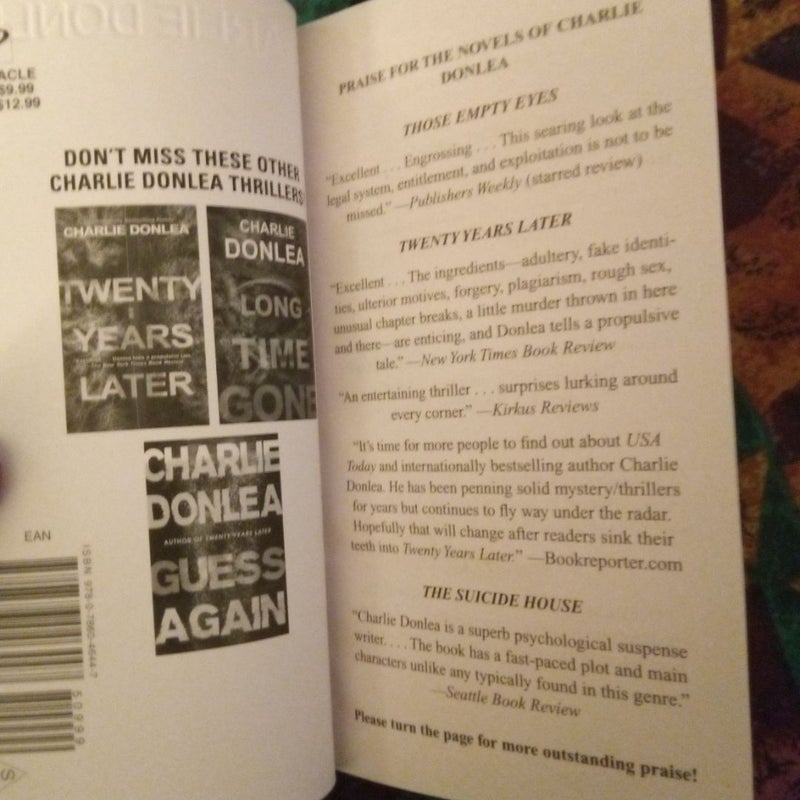 ACLE
$9.99
$12.99
DON'T MISS THESE OTHER
CHARLIE DONLEA THRILLERS
CHARLIE DONLEA
TWENTY
YEARS
LATER
CHARLIE
DONLEA
LONG
TIME
GONE
CHARLIE
DONLEA
AUTHOR OF TWENTY YEARS LATER
GUESS
AGAIN
EAN
ISBN 978-0-7860-4644-7
50999
S
PRAISE FOR THE NOVELS OF CHARLIE
DONLEA
THOSE EMPTY EYES
"Excellent . . . Engrossing . . . This searing look at the
legal system, entitlement, and exploitation is not to be
missed." —Publishers Weekly (starred review)
TWENTY YEARS LATER
"Excellent . . . The ingredients—adultery, fake identi-
ties, ulterior motives, forgery, plagiarism, rough sex,
unusual chapter breaks, a little murder thrown in here
and there—are enticing, and Donlea tells a propulsive
tale." —New York Times Book Review
"An entertaining thriller . . . surprises lurking around
every corner." —Kirkus Reviews
"It's time for more people to find out about USA
Today and internationally bestselling author Charlie
Donlea. He has been penning solid mystery/thrillers
for years but continues to fly way under the radar.
Hopefully that will change after readers sink their
teeth into Twenty Years Later." —Bookreporter.com
THE SUICIDE HOUSE
"Charlie Donlea is a superb psychological suspense
writer. . . . The book has a fast-paced plot and main
characters unlike any typically found in this genre."
—Seattle Book Review
Please turn the page for more outstanding praise!